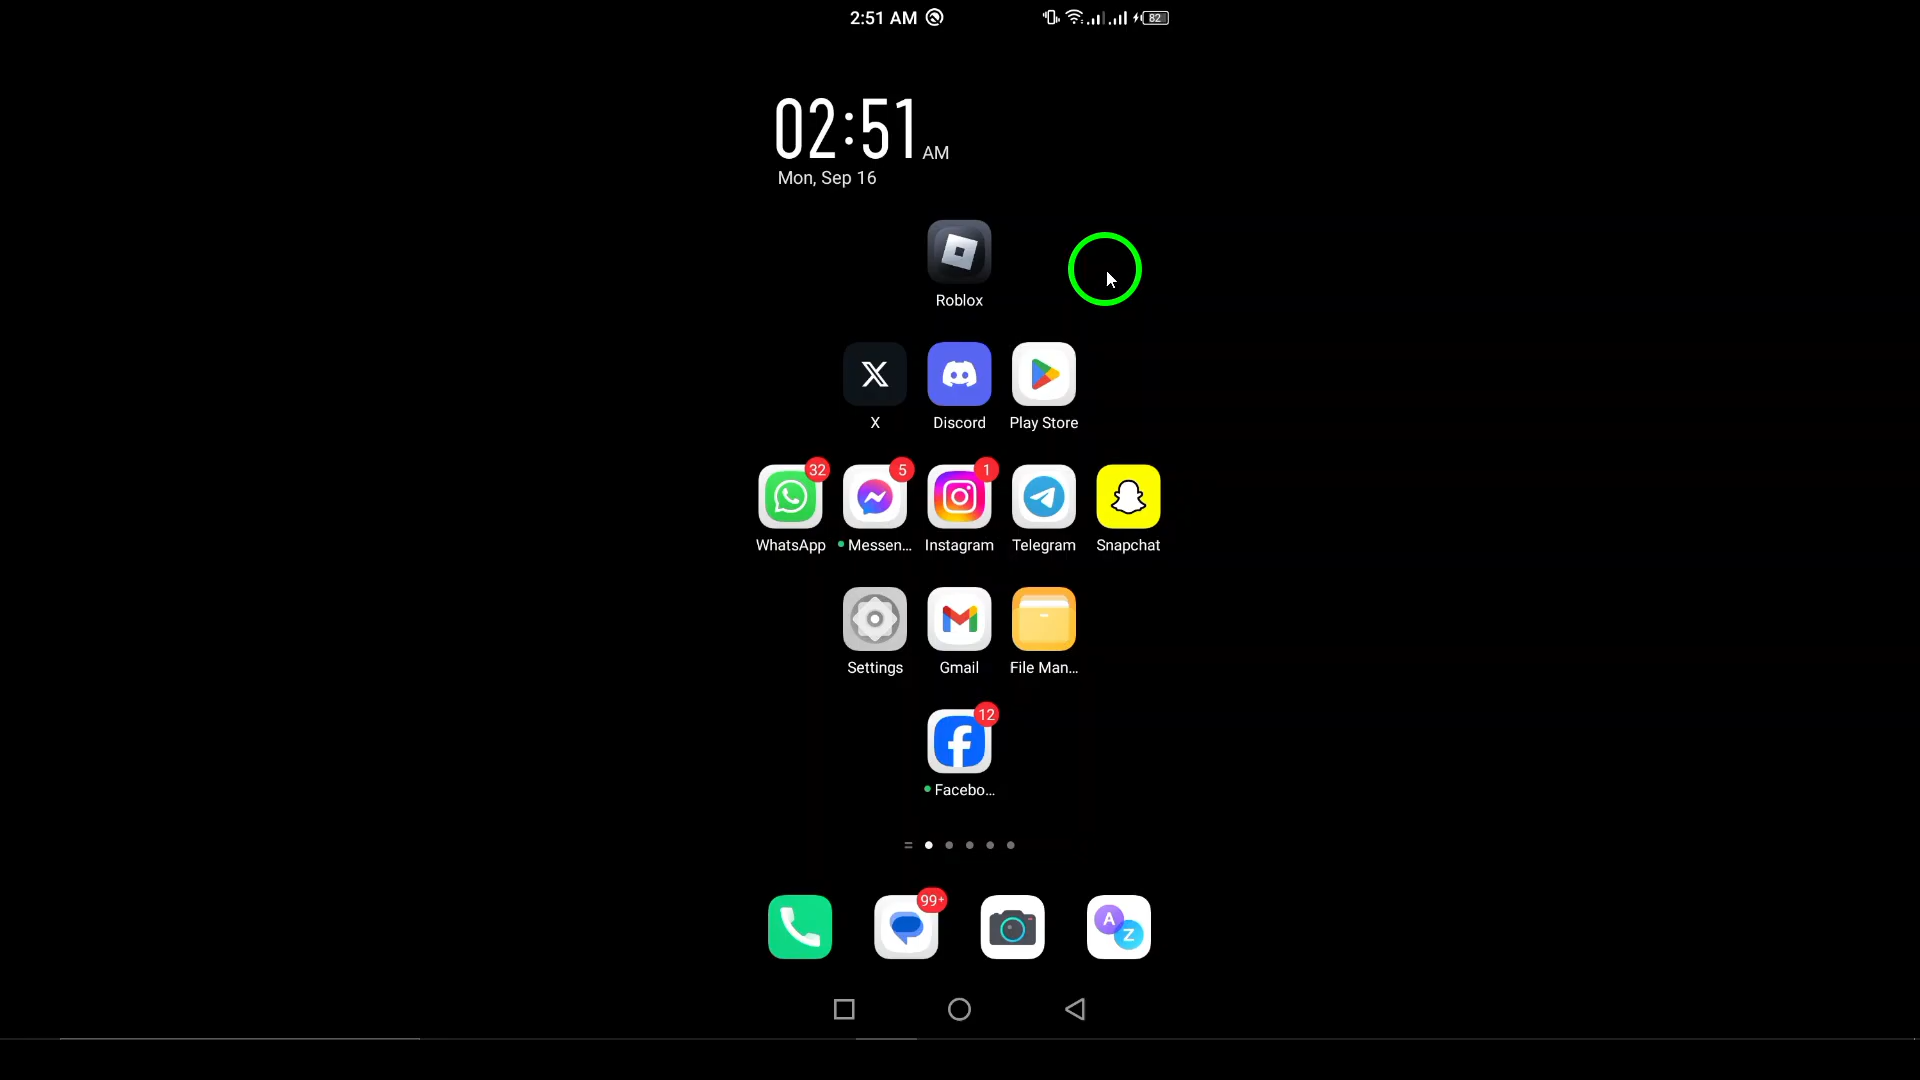 2:51 AM
82
02:51 AM
Mon, Sep 16
Roblox
X
Discord
Play Store
32
5
1
WhatsApp
Messen...
Instagram
Telegram
Snapchat
Settings
Gmail
File Man...
12
Facebo...
99+
A
Z